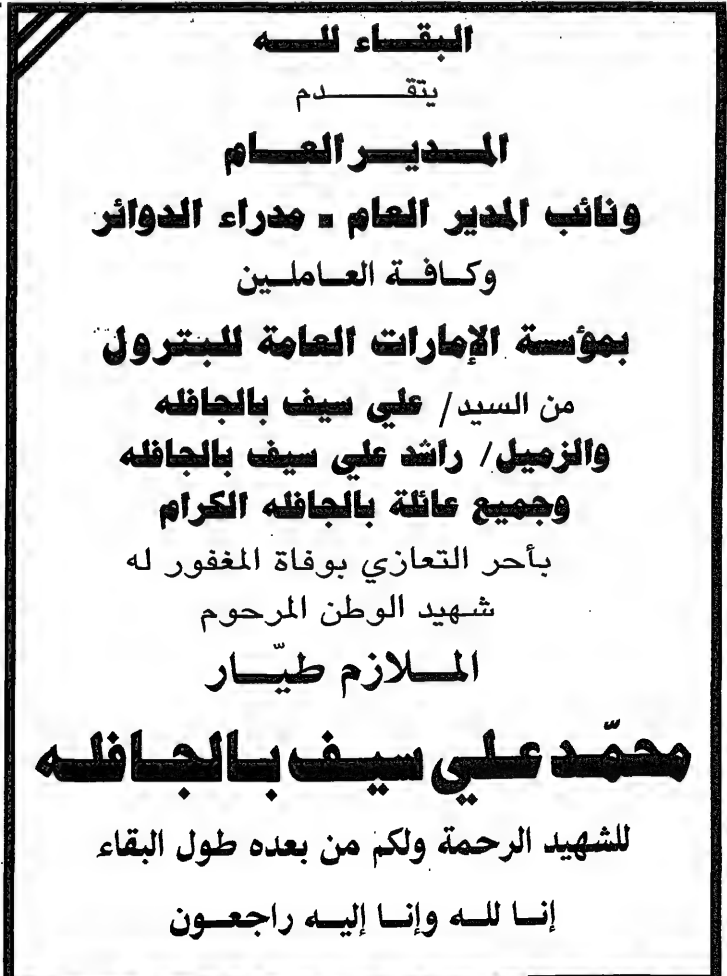 البقاء لله
يتقدم
المدير العام
ونائب المدير العام - مدراء الدوائر
وكافة العاملين
بمؤسسة الإمارات العامة للبترول
من السيد/ علي سيف بالجافله
والزميل/ راشد علي سيف بالجافله
وجميع عائلة بالجافله الكرام
بأحر التعازي بوفاة المغفور له
شهيد الوطن المرحوم
الملازم طيّار
محمّد علي سيف بالجافله
للشهيد الرحمة ولكم من بعده طول البقاء
إنا لله وإنا إليه راجعون